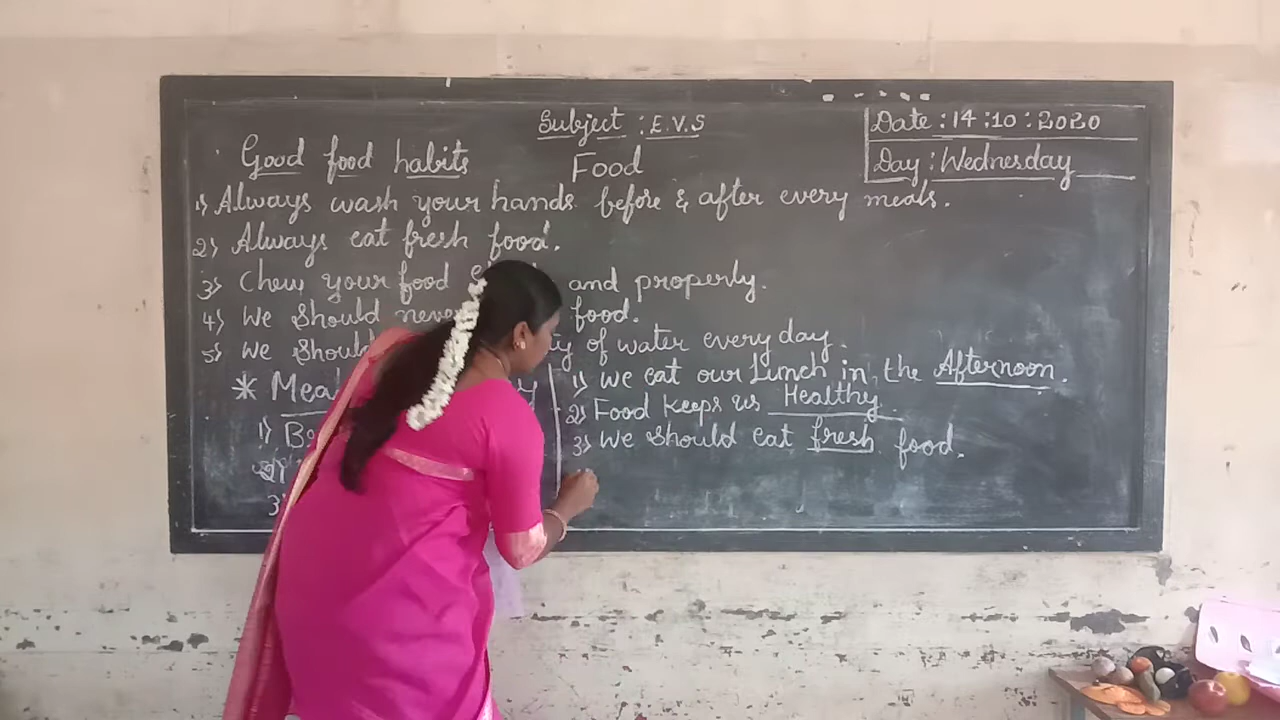 Subject : E.V.S
Date : 14 : 10 : 2020
Day : Wednesday
Good food habits
Food
1) Always wash your hands before & after every meals.
2) Always eat fresh food.
3) Chew your food and properly.
4) We should never food.
5) We should of water every day.
* Meal
1)
2)
3)
1) We eat our Lunch in the Afternoon.
2) Food keeps us Healthy.
3) We should eat fresh food.